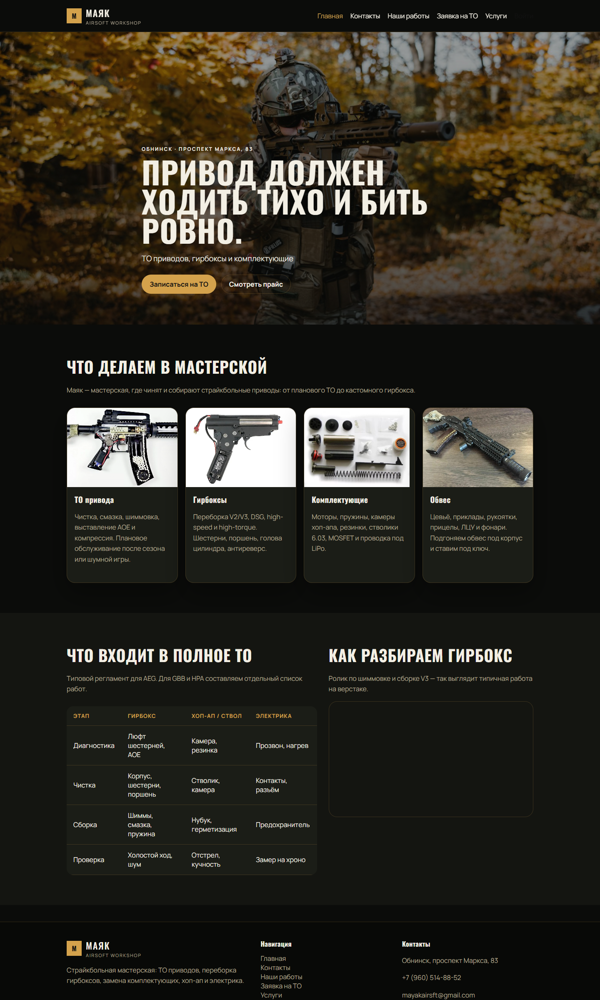 М
МАЯК
AIRSOFT WORKSHOP
Главная
Контакты
Наши работы
Заявка на ТО
Услуги
Войти
ОБНИНСК · ПРОСПЕКТ МАРКСА, 83
ПРИВОД ДОЛЖЕН
ХОДИТЬ ТИХО И БИТЬ
РОВНО.
ТО приводов, гирбоксы и комплектующие
Записаться на ТО
Смотреть прайс
ЧТО ДЕЛАЕМ В МАСТЕРСКОЙ
Маяк — мастерская, где чинят и собирают страйкбольные приводы: от планового ТО до кастомного гирбокса.
ТО привода
Чистка, смазка, шиммовка,
выставление AOE и
компрессия. Плановое
обслуживание после сезона
или шумной игры.
Гирбоксы
Переборка V2/V3, DSG, high-
speed и high-torque.
Шестерни, поршень, голова
цилиндра, антиреверс.
Комплектующие
Моторы, пружины, камеры
хоп-апа, резинки, стволики
6.03, MOSFET и проводка под
LiPo.
Обвес
Цевьё, приклады, рукоятки,
прицелы, ЛЦУ и фонари.
Подгоняем обвес под корпус
и ставим под ключ.
ЧТО ВХОДИТ В ПОЛНОЕ ТО
Типовой регламент для AEG. Для GBB и HPA составляем отдельный список
работ.
ЭТАП
ГИРБОКС
ХОП-АП / СТВОЛ
ЭЛЕКТРИКА
Диагностика
Люфт
шестерней,
AOE
Камера,
резинка
Прозвон, нагрев
Чистка
Корпус,
шестерни,
поршень
Стволик,
камера
Контакты,
разъём
Сборка
Шиммы,
смазка,
пружина
Нубук,
герметизация
Предохранитель
Проверка
Холостой ход,
шум
Отстрел,
кучность
Замер на хроно
КАК РАЗБИРАЕМ ГИРБОКС
Ролик по шиммовке и сборке V3 — так выглядит типичная работа
на верстаке.
М
МАЯК
AIRSOFT WORKSHOP
Страйкбольная мастерская: ТО приводов, переборка
гирбоксов, замена комплектующих, хоп-ап и электрика.
Навигация
Главная
Контакты
Наши работы
Заявка на ТО
Услуги
Контакты
Обнинск, проспект Маркса, 83
+7 (960) 514-88-52
mayakairsft@gmail.com